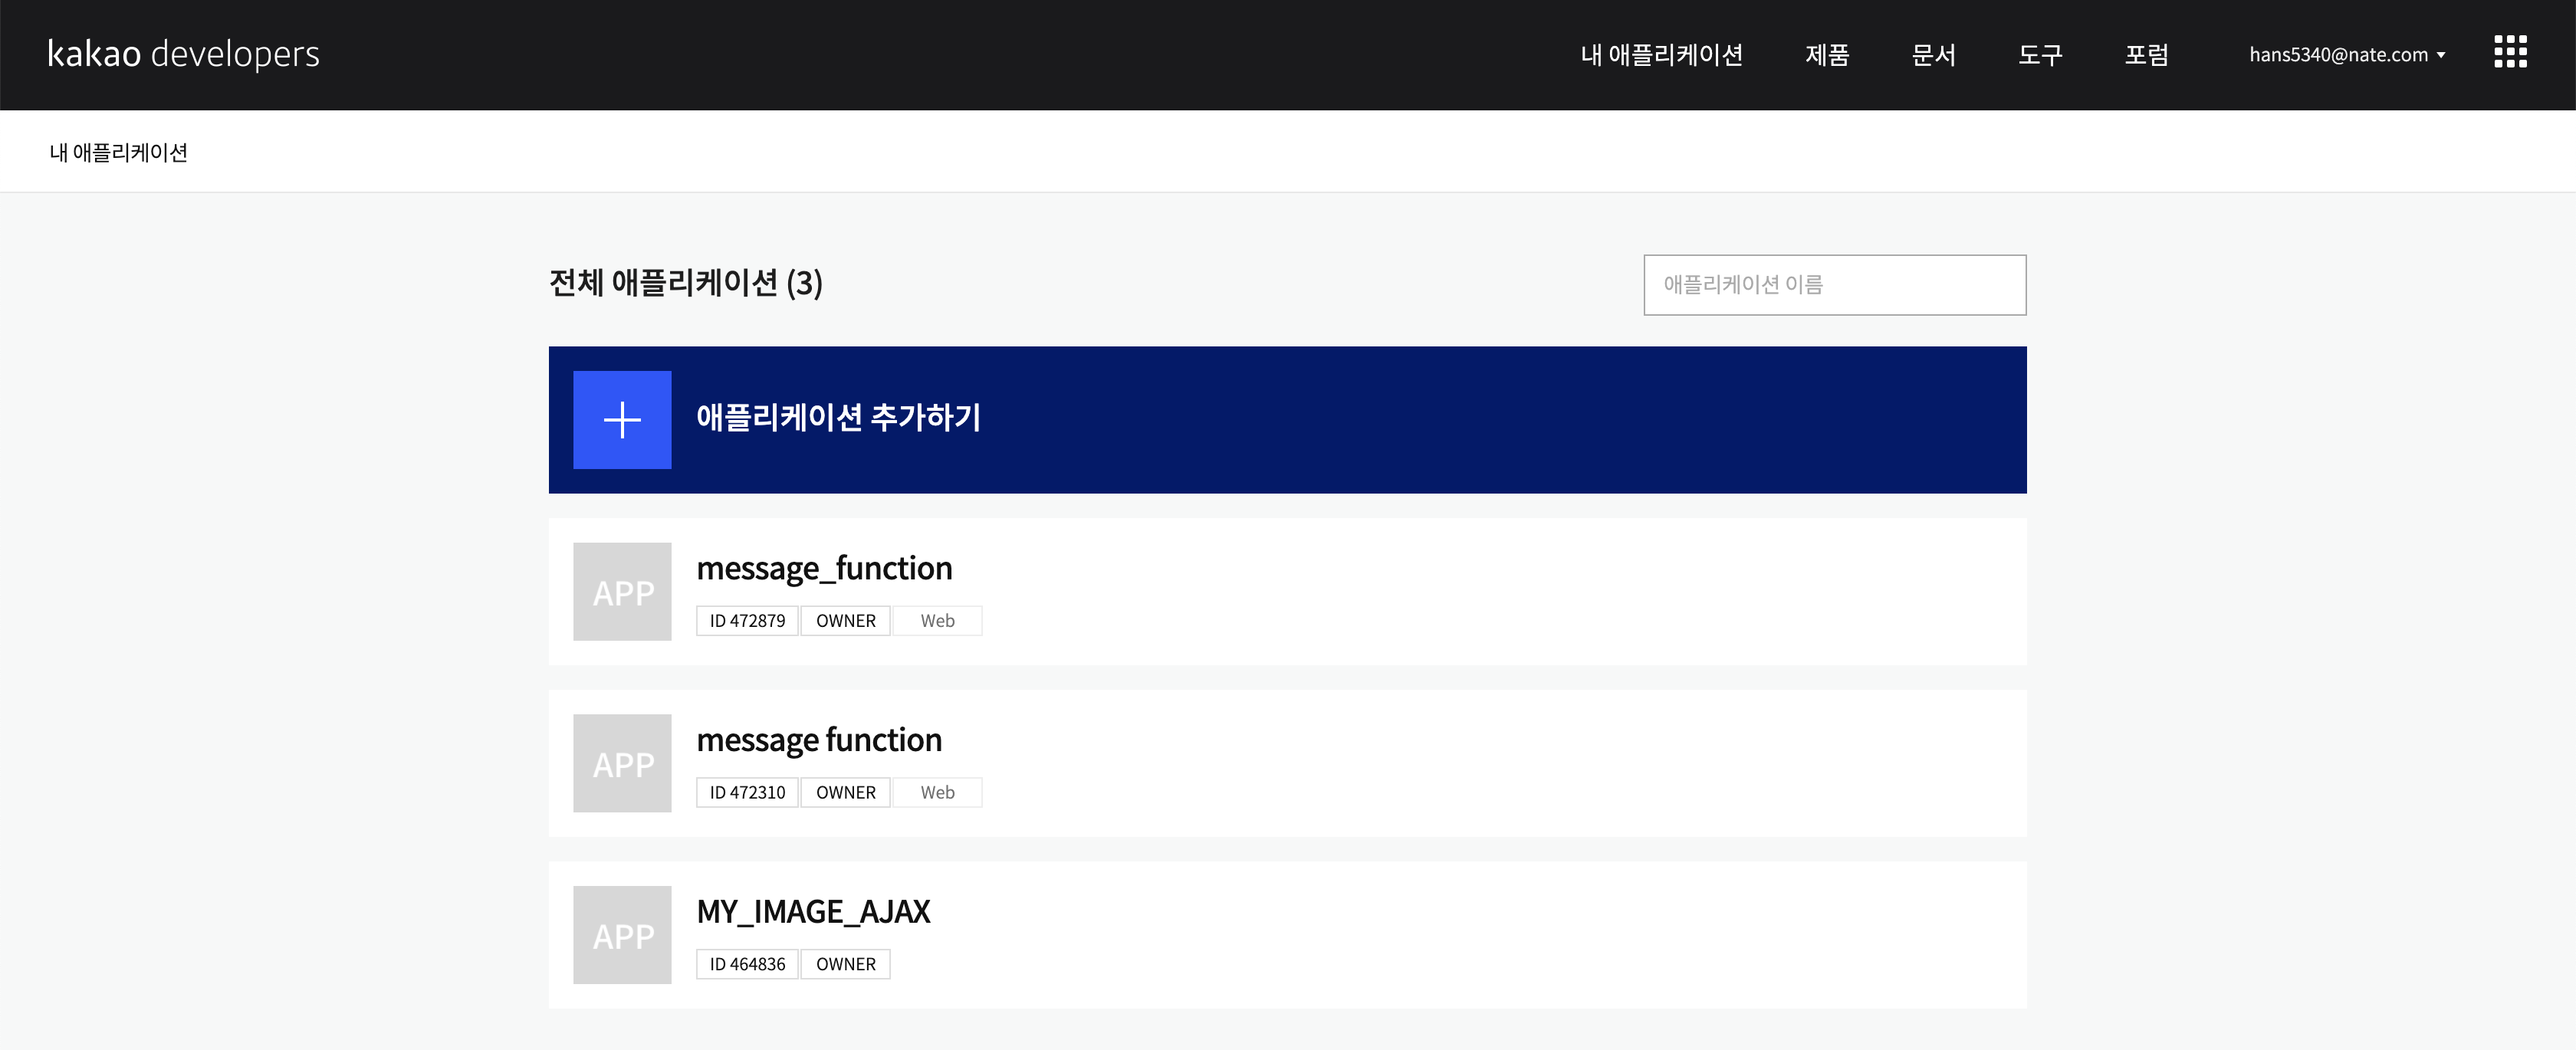 kakao developers
내 애플리케이션 제품 문서 도구 포럼 hans5340@nate.com
내 애플리케이션
전체 애플리케이션 (3)
애플리케이션 이름
애플리케이션 추가하기
APP
message_function
ID 472879 OWNER Web
APP
message function
ID 472310 OWNER Web
APP
MY_IMAGE_AJAX
ID 464836 OWNER